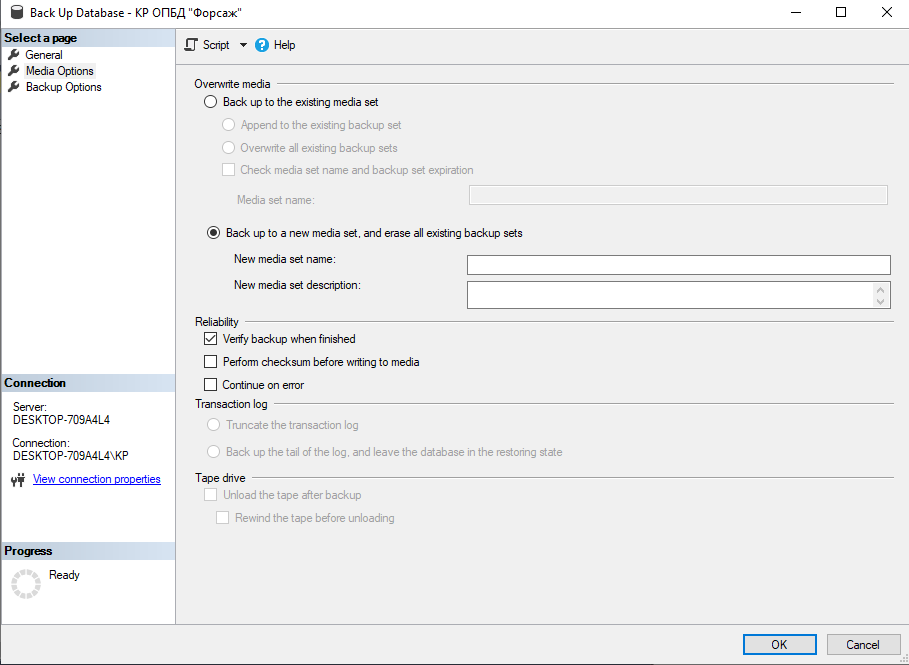 Back Up Database - КР ОПБД "Форсаж"
Select a page
General
Media Options
Backup Options
Script
Help
Overwrite media
Back up to the existing media set
Append to the existing backup set
Overwrite all existing backup sets
Check media set name and backup set expiration
Media set name:
Back up to a new media set, and erase all existing backup sets
New media set name:
New media set description:
Reliability
Verify backup when finished
Perform checksum before writing to media
Continue on error
Transaction log
Truncate the transaction log
Back up the tail of the log, and leave the database in the restoring state
Tape drive
Unload the tape after backup
Rewind the tape before unloading
Connection
Server:
DESKTOP-709A4L4
Connection:
DESKTOP-709A4L4\KP
View connection properties
Progress
Ready
OK
Cancel